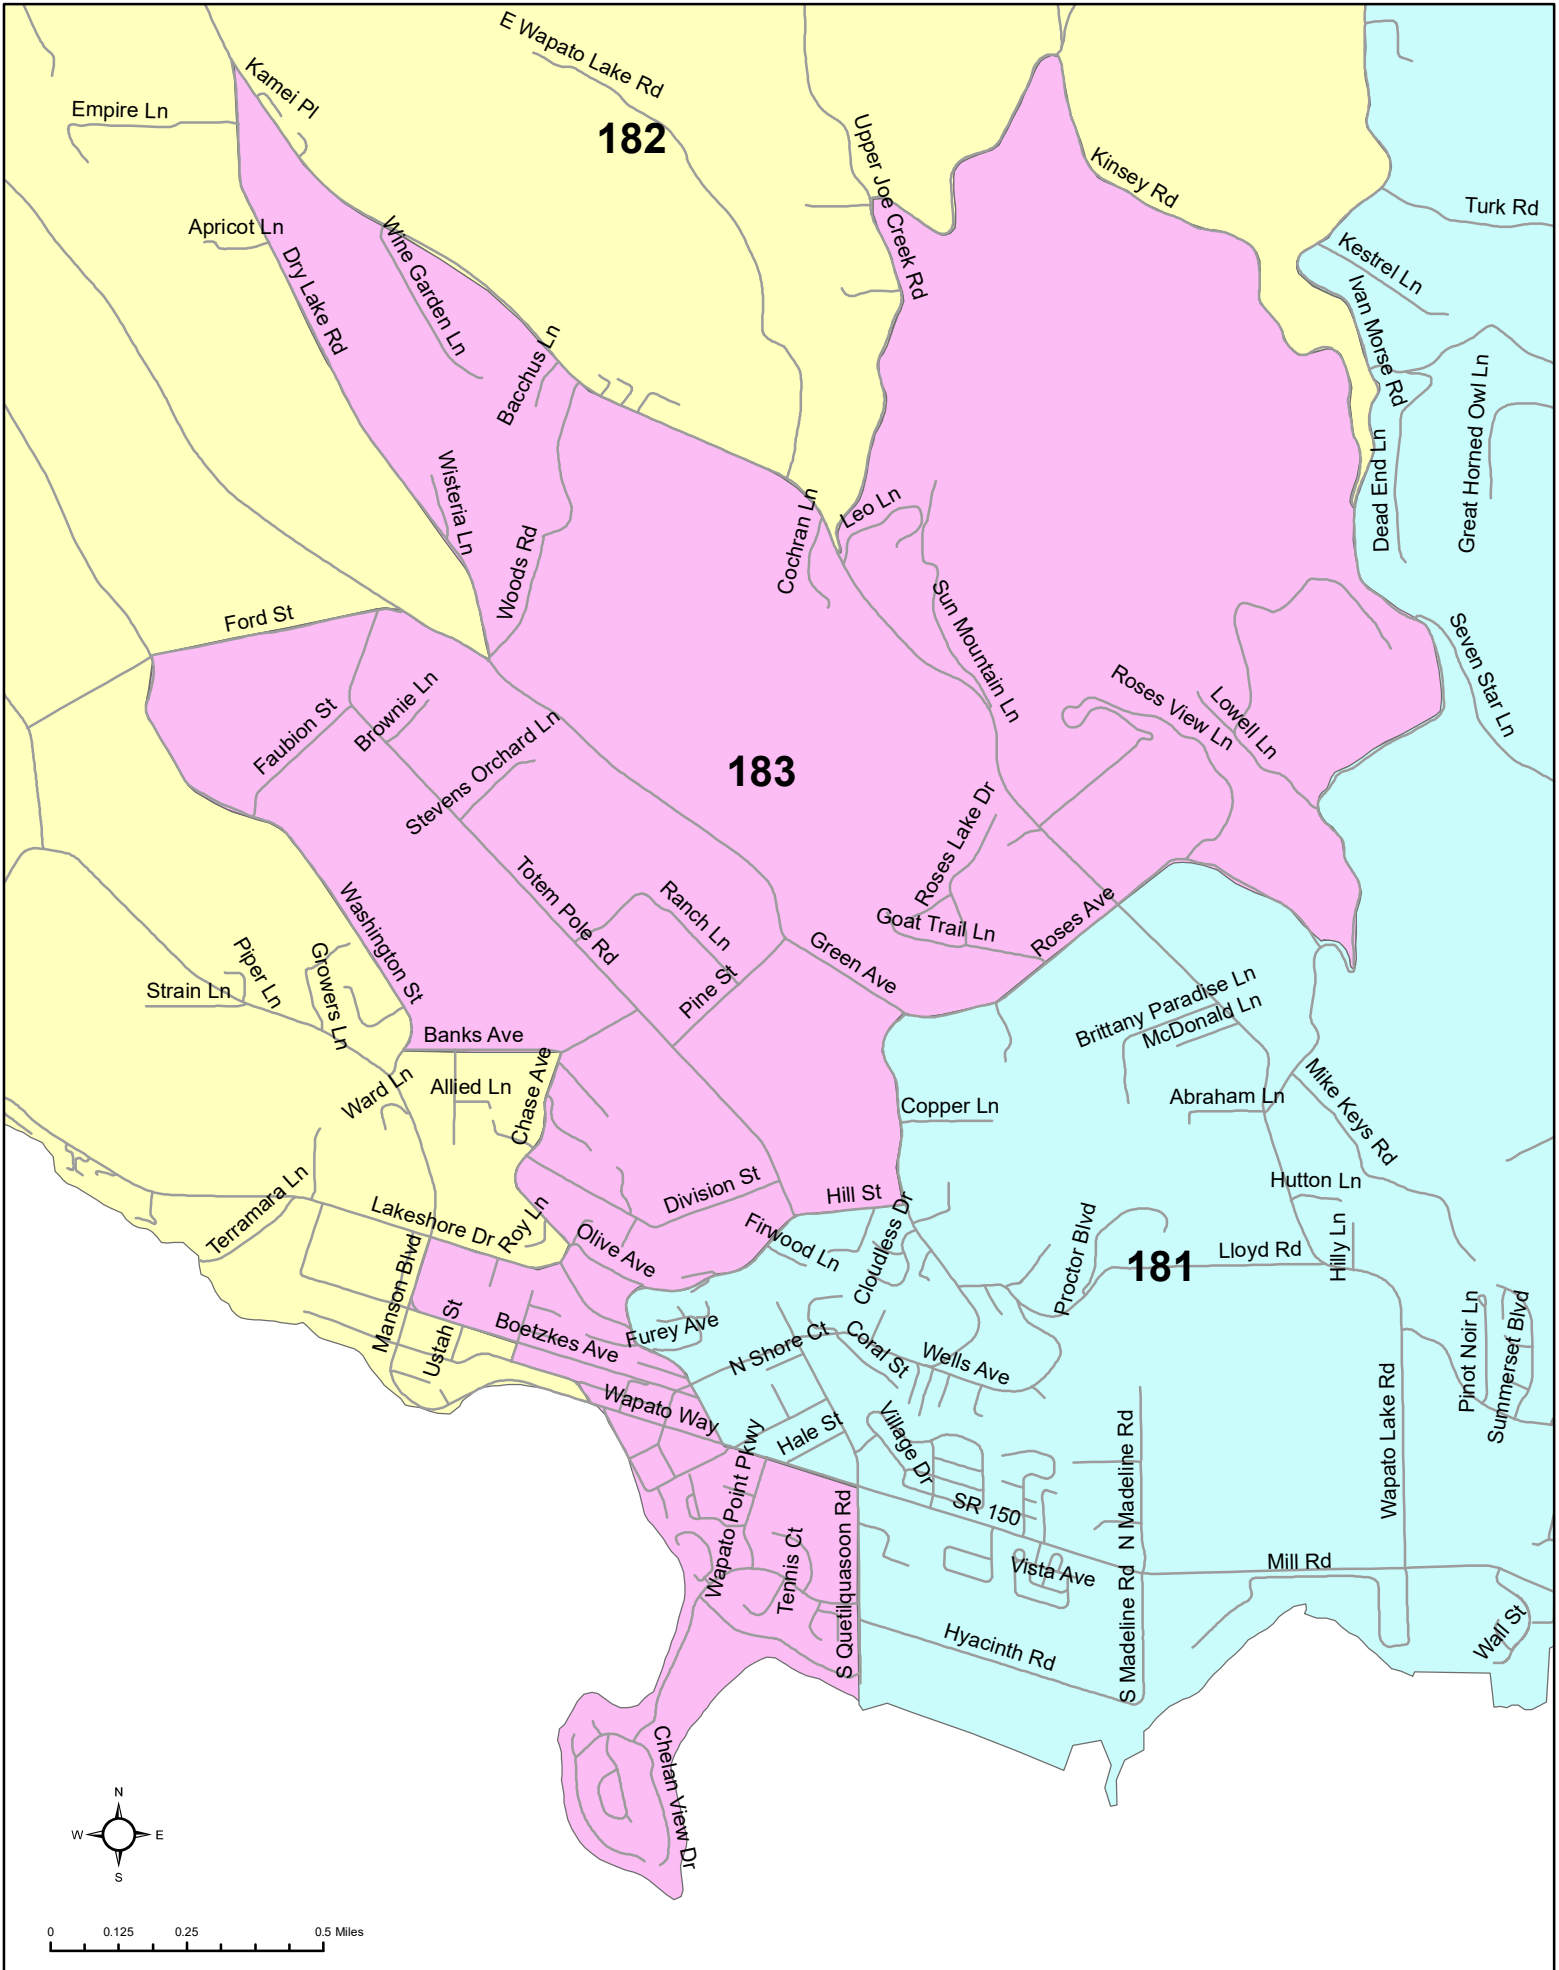 E Wapato Lake Rd
Kamei Pl
Empire Ln
182
Upper Joe Creek Rd
Kinsey Rd
Turk Rd
Apricot Ln
Wine Garden Ln
Dry Lake Rd
Kestrel Ln
Ivan Morse Rd
Bacchus Ln
Great Horned Owl Ln
Dead End Ln
Wisteria Ln
Woods Rd
Cochran Ln
Leo Ln
Sun Mountain Ln
Ford St
Seven Star Ln
Faubion St
Brownie Ln
Stevens Orchard Ln
Roses View Ln
Lowell Ln
183
Roses Lake Dr
Totem Pole Rd
Ranch Ln
Washington St
Goat Trail Ln
Roses Ave
Green Ave
Pine St
Piper Ln
Growers Ln
Strain Ln
Brittany Paradise Ln
McDonald Ln
Banks Ave
Chase Ave
Allied Ln
Ward Ln
Copper Ln
Abraham Ln
Mike Keys Rd
Hutton Ln
Division St
Hill St
Terramara Ln
Lakeshore Dr
Roy Ln
Olive Ave
Firwood Ln
Cloudless Dr
Proctor Blvd
181
Lloyd Rd
Hilly Ln
Manson Blvd
Ustah St
Boetzkes Ave
Furey Ave
N Shore Ct
Coral St
Wells Ave
Pinot Noir Ln
Summerset Blvd
Wapato Lake Rd
Wapato Way
Hale St
Village Dr
Wapato Point Pkwy
SR 150
N Madeline Rd
Tennis Ct
S Quetilquasoon Rd
Vista Ave
Mill Rd
S Madeline Rd
Hyacinth Rd
Wall St
Chelan View Dr
N
W E
S
0 0.125 0.25 0.5 Miles